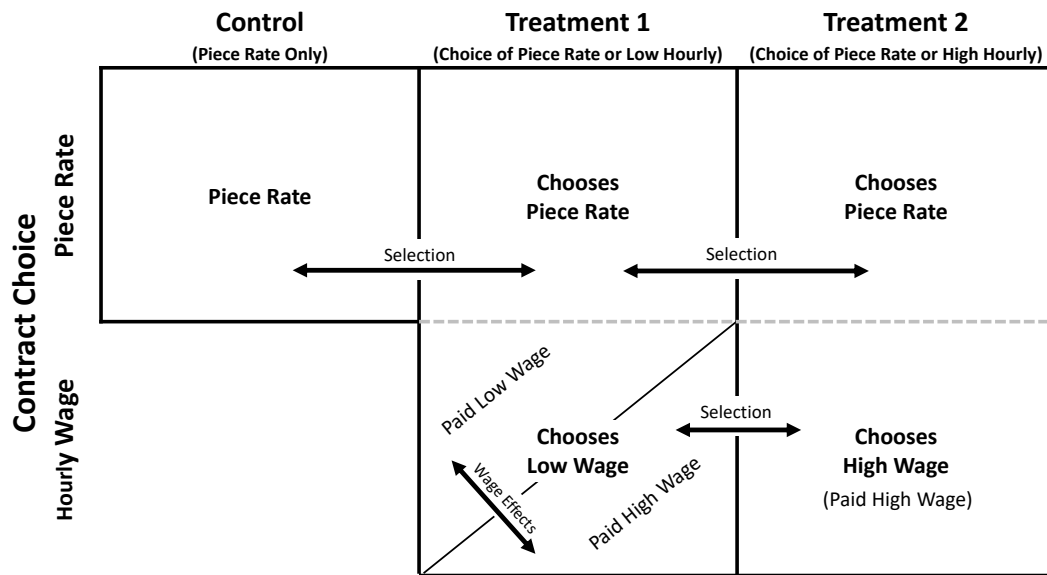 Control
(Piece Rate Only)
Treatment 1
(Choice of Piece Rate or Low Hourly)
Treatment 2
(Choice of Piece Rate or High Hourly)
Contract Choice
Piece Rate
Piece Rate
Chooses
Piece Rate
Chooses
Piece Rate
Selection
Selection
Hourly Wage
Paid Low Wage
Chooses
Low Wage
Wage Effects
Paid High Wage
Selection
Chooses
High Wage
(Paid High Wage)